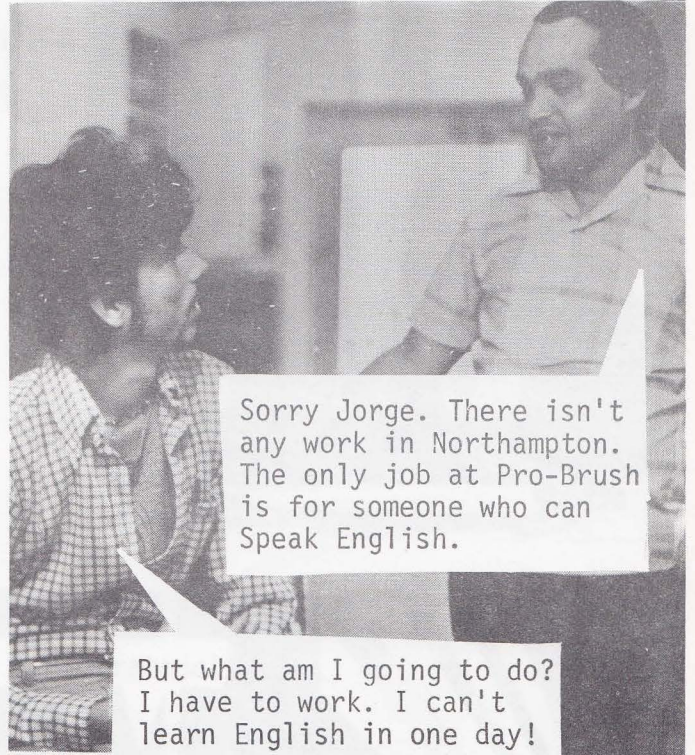 Sorry Jorge. There isn't
any work in Northampton.
The only job at Pro-Brush
is for someone who can
Speak English.
But what am I going to do?
I have to work. I can't
learn English in one day!